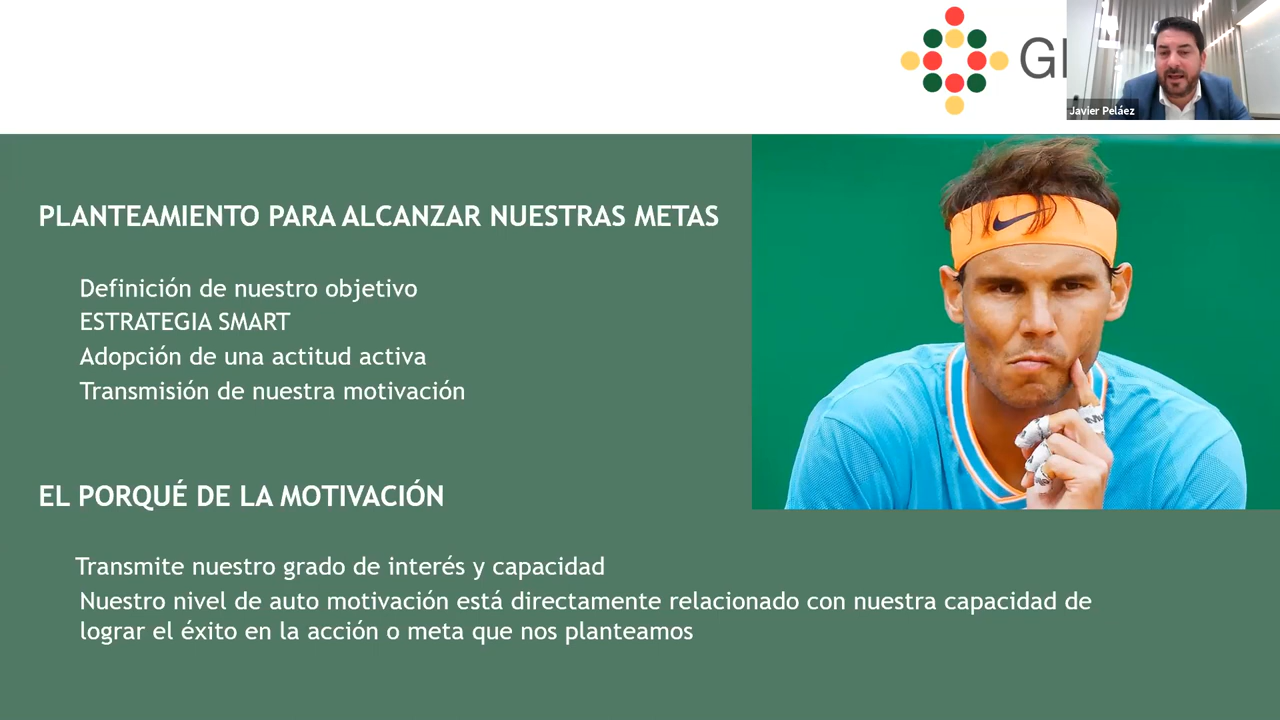 Javier Peláez
PLANTEAMIENTO PARA ALCANZAR NUESTRAS METAS
Definición de nuestro objetivo
ESTRATEGIA SMART
Adopción de una actitud activa
Transmisión de nuestra motivación
EL PORQUÉ DE LA MOTIVACIÓN
Transmite nuestro grado de interés y capacidad
Nuestro nivel de auto motivación está directamente relacionado con nuestra capacidad de
lograr el éxito en la acción o meta que nos planteamos